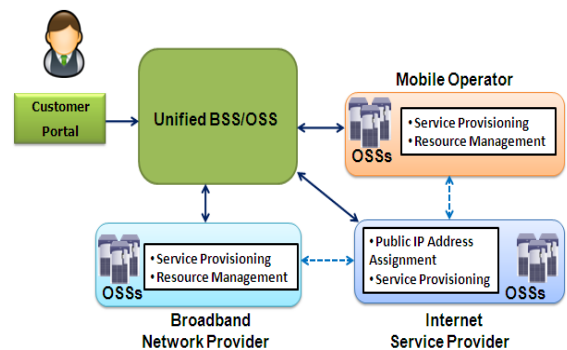 Customer
Portal
Unified BSS/OSS
Mobile Operator
OSSs
• Service Provisioning
• Resource Management
OSSs
• Service Provisioning
• Resource Management
Broadband
Network Provider
• Public IP Address
Assignment
• Service Provisioning
OSSs
Internet
Service Provider